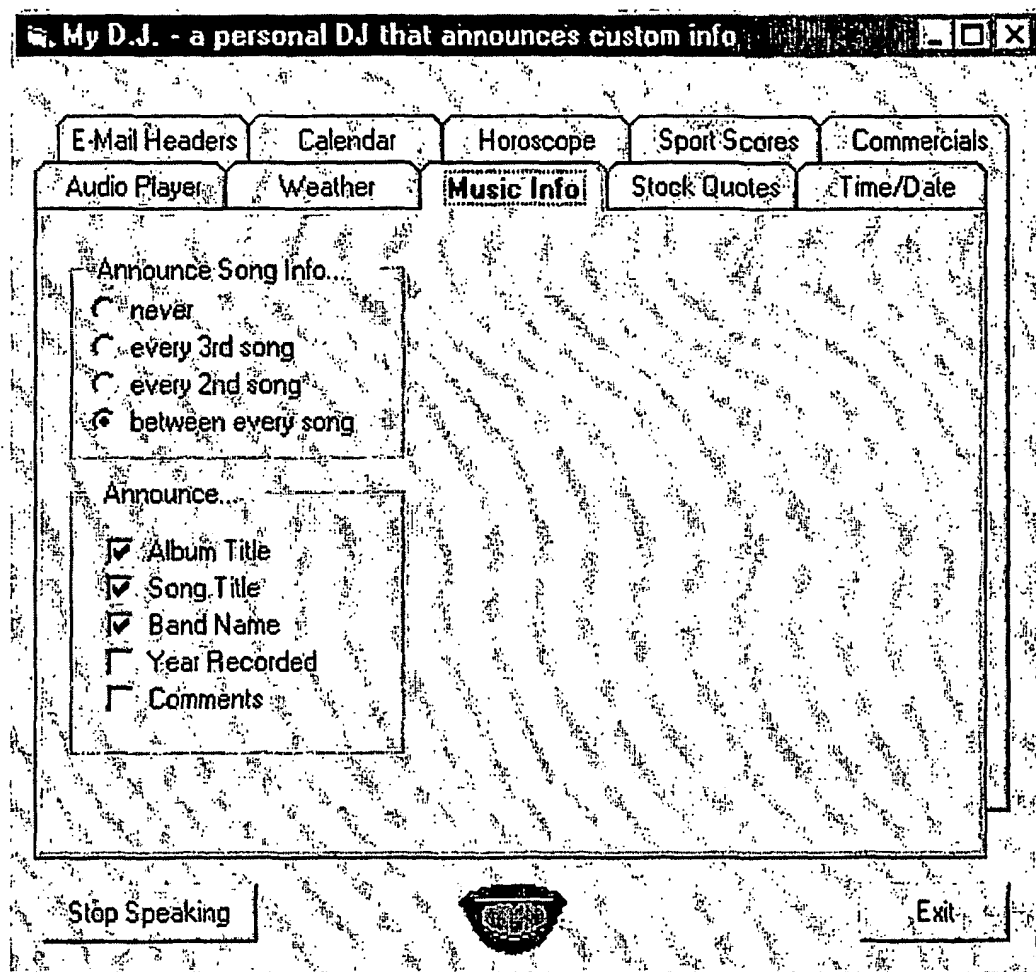 My D.J. - a personal DJ that announces custom info
E-Mail Headers Calendar Horoscope Sport Scores Commercials
Audio Player Weather Music Info Stock Quotes Time/Date
Announce Song Info...
never
every 3rd song
every 2nd song
between every song
Announce...
Album Title
Song Title
Band Name
Year Recorded
Comments
Stop Speaking Exit